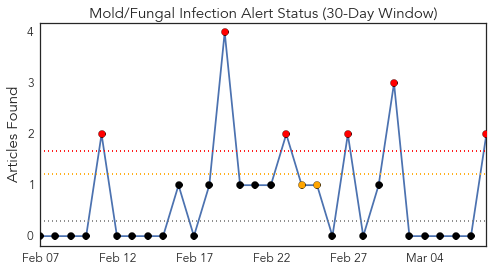 Mold/Fungal Infection Alert Status (30-Day Window)
Articles Found
4
3
2
1
0
Feb 07 Feb 12 Feb 17 Feb 22 Feb 27 Mar 04